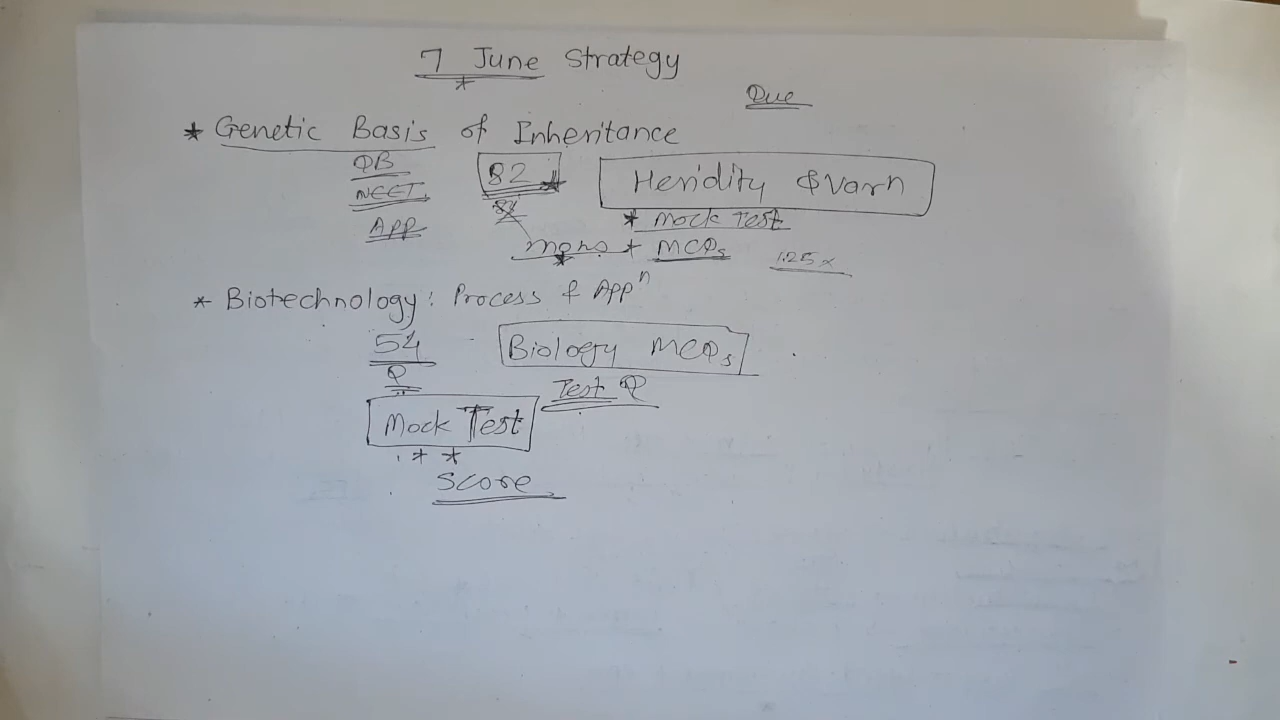 7 June Strategy
Due
* Genetic Basis of Inheritance
QB 82 Heridity & Varn
NEET
* Mock Test
APP
+ MCQs 1.25x
* Biotechnology: Process & Appn
54 Biology MCQs
Q Test Q
Mock Test
* *
Score